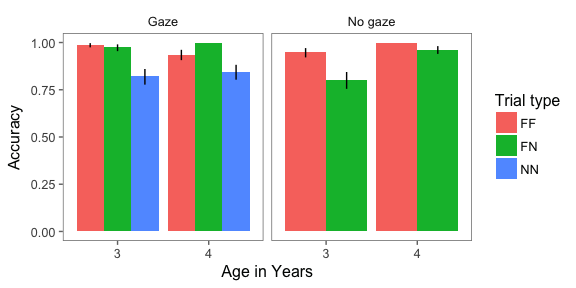 Gaze
No gaze
Accuracy
1.00
0.75
0.50
0.25
0.00
3
4
3
4
Age in Years
Trial type
FF
FN
NN